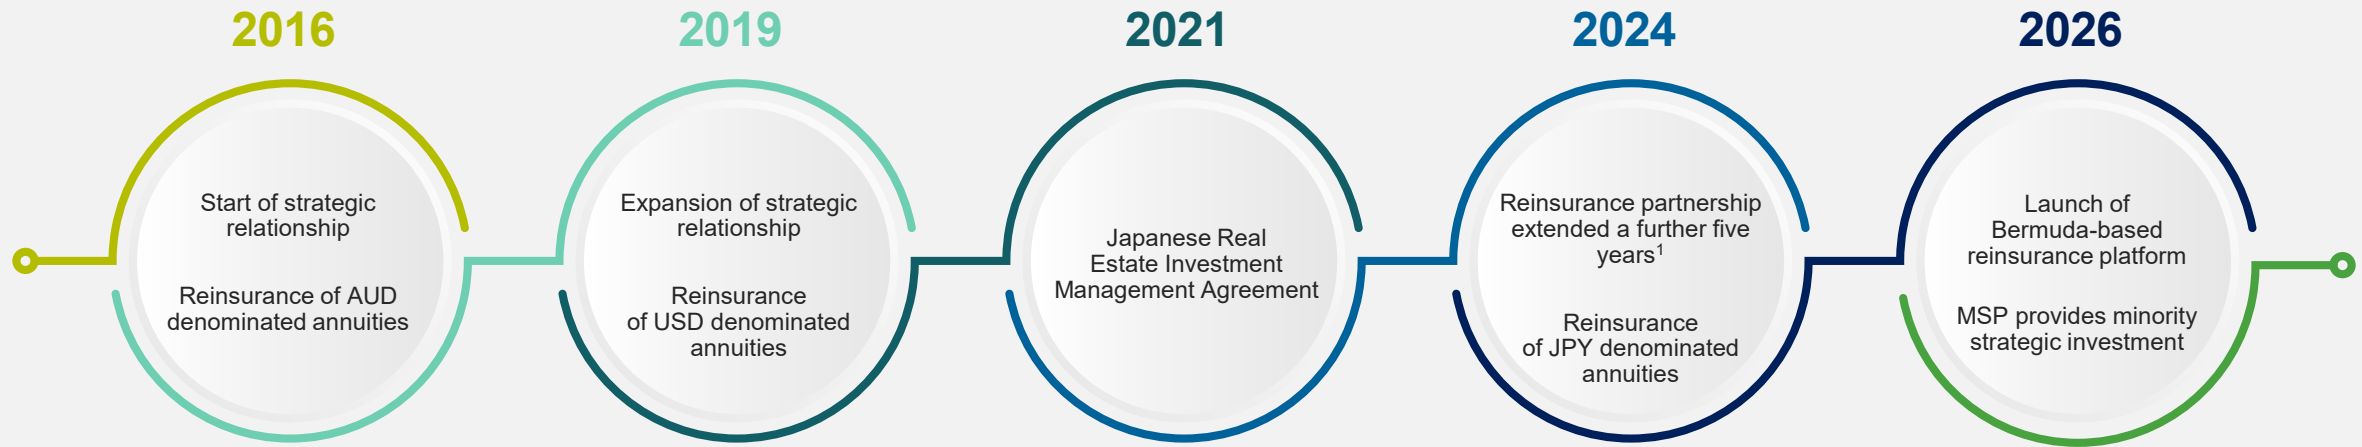 2016
Start of strategic
relationship
Reinsurance of AUD
denominated annuities
2019
Expansion of strategic
relationship
Reinsurance
of USD denominated
annuities
2021
Japanese Real
Estate Investment
Management Agreement
2024
Reinsurance partnership
extended a further five
years¹
Reinsurance
of JPY denominated
annuities
2026
Launch of
Bermuda-based
reinsurance platform
MSP provides minority
strategic investment